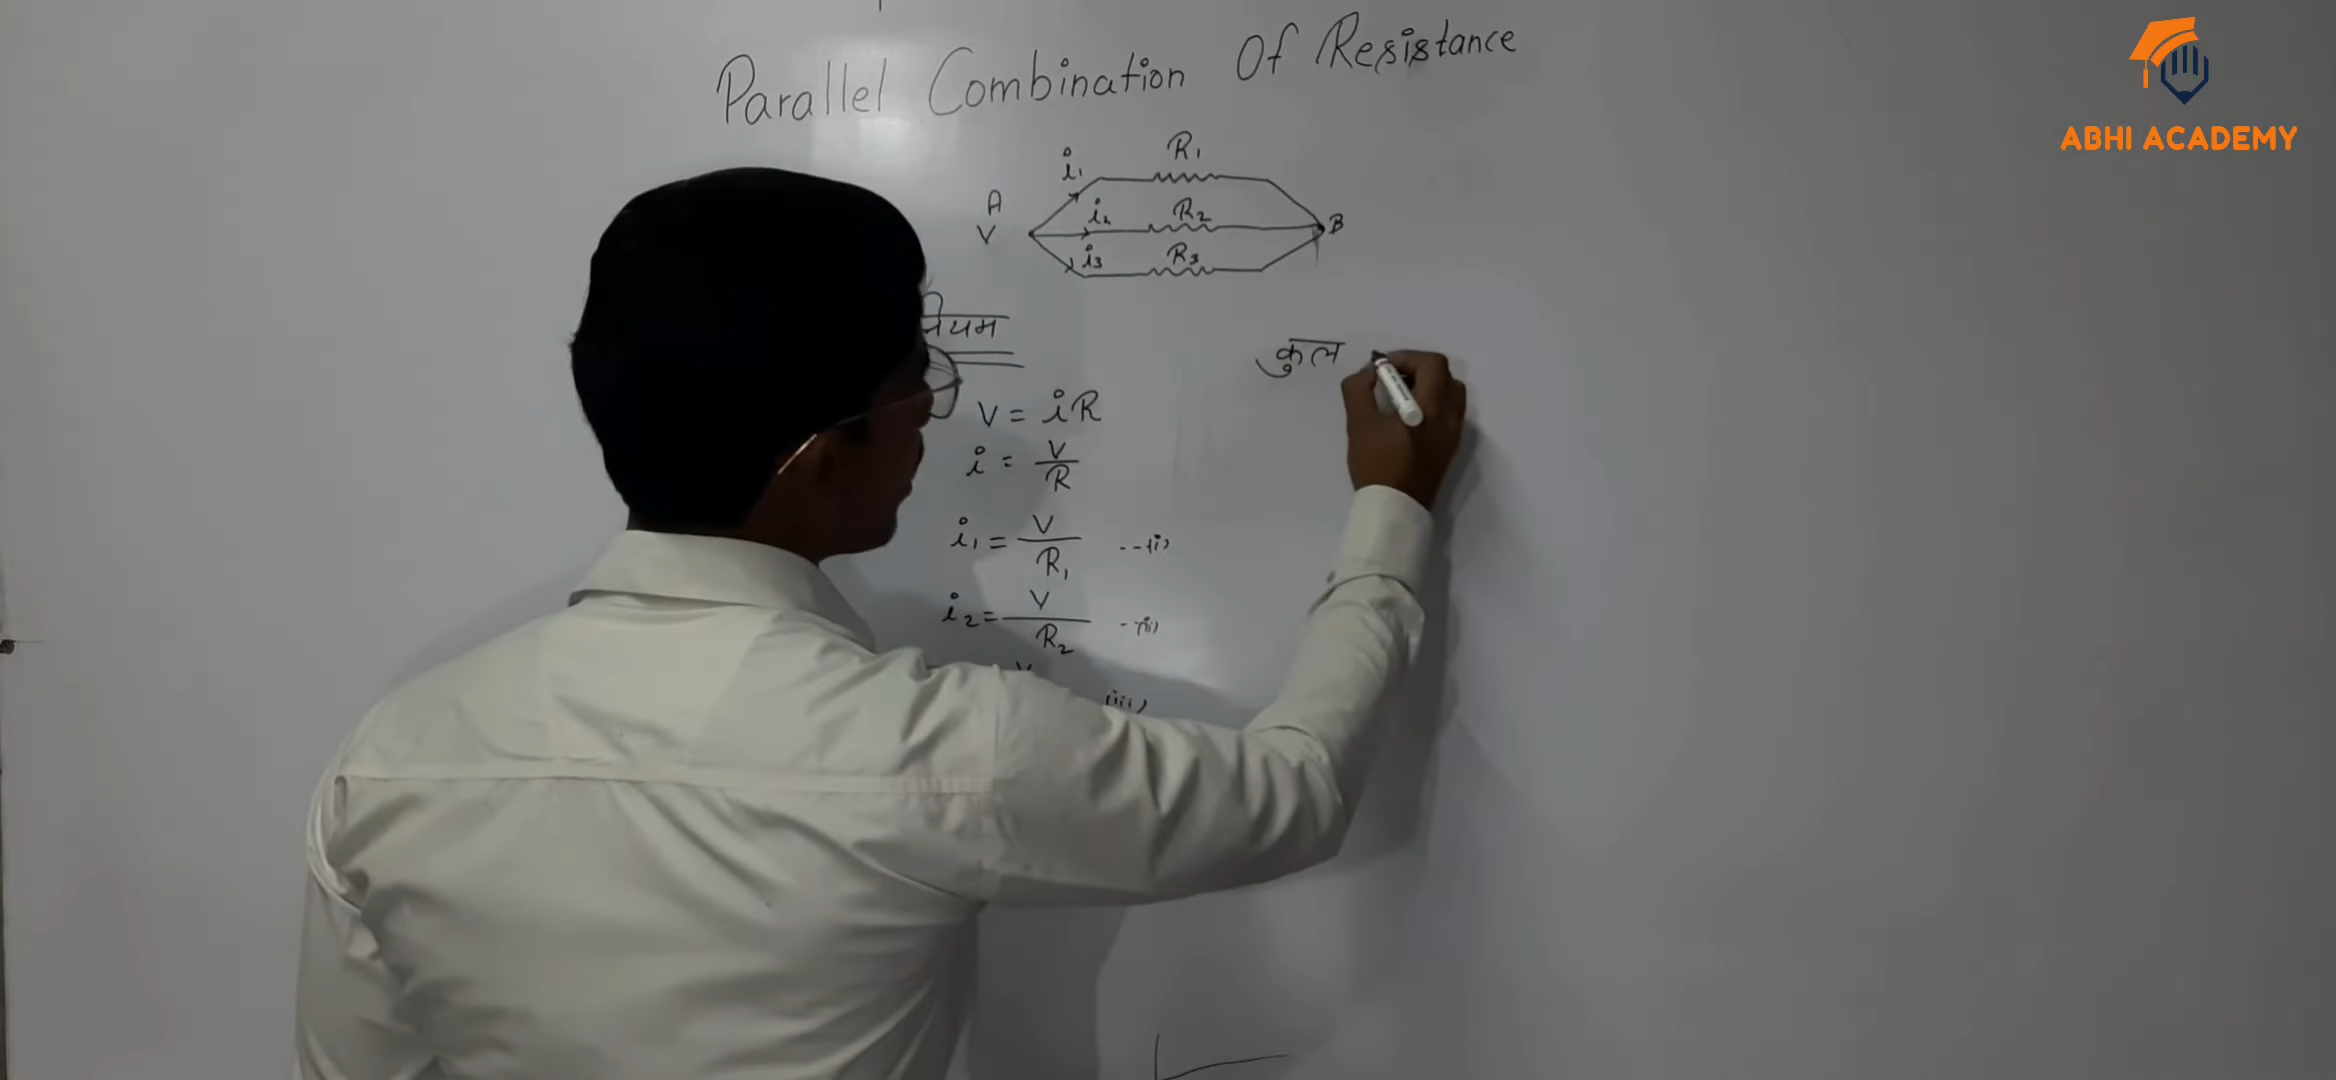 Parallel Combination Of Resistance
ABHI ACADEMY
i₁ R₁
A
V
i₂ R₂
B
i₃ R₃
नियम
कुल
V = iR
i = V/R
i₁ = V/R₁ --(i)
i₂ = V/R₂ --(ii)
V
(iii)